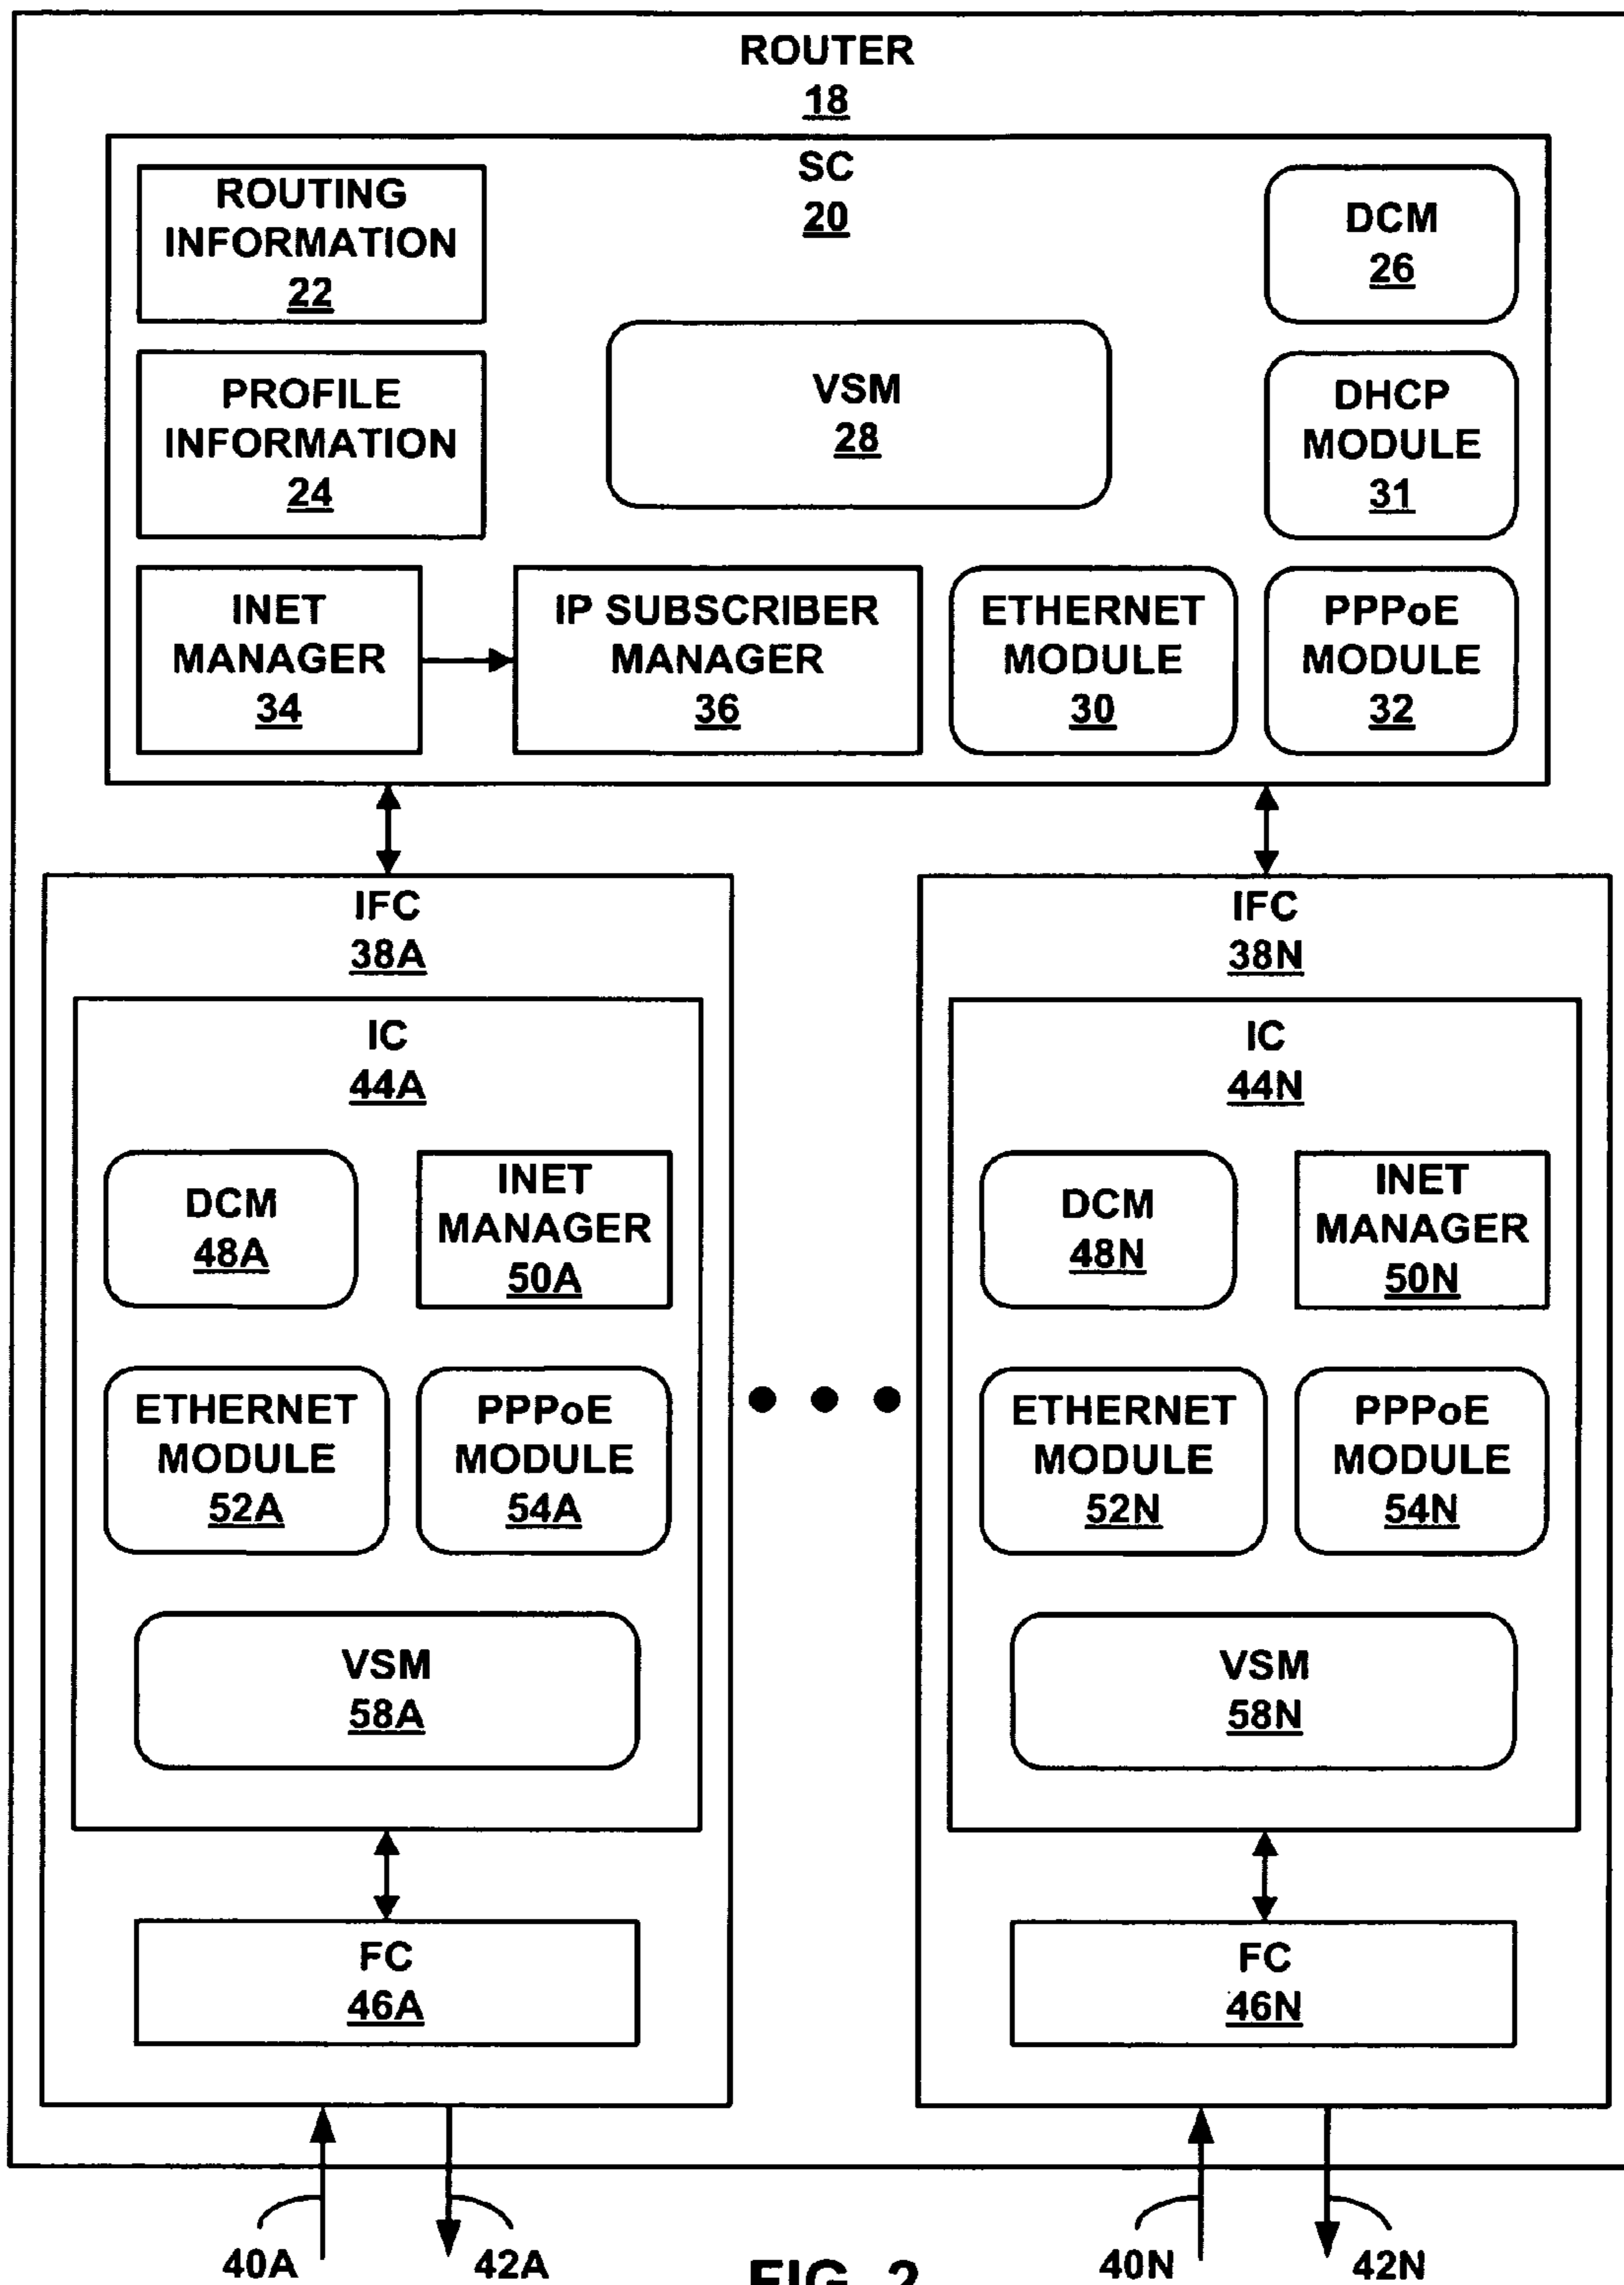 ROUTER
18
SC
20
ROUTING
INFORMATION
22
DCM
26
VSM
28
PROFILE
INFORMATION
24
DHCP
MODULE
31
INET
MANAGER
34
IP SUBSCRIBER
MANAGER
36
ETHERNET
MODULE
30
PPPoE
MODULE
32
IFC
38A
IC
44A
DCM
48A
INET
MANAGER
50A
ETHERNET
MODULE
52A
PPPoE
MODULE
54A
VSM
58A
FC
46A
IFC
38N
IC
44N
DCM
48N
INET
MANAGER
50N
ETHERNET
MODULE
52N
PPPoE
MODULE
54N
VSM
58N
FC
46N
40A
42A
40N
42N
FIG. 2